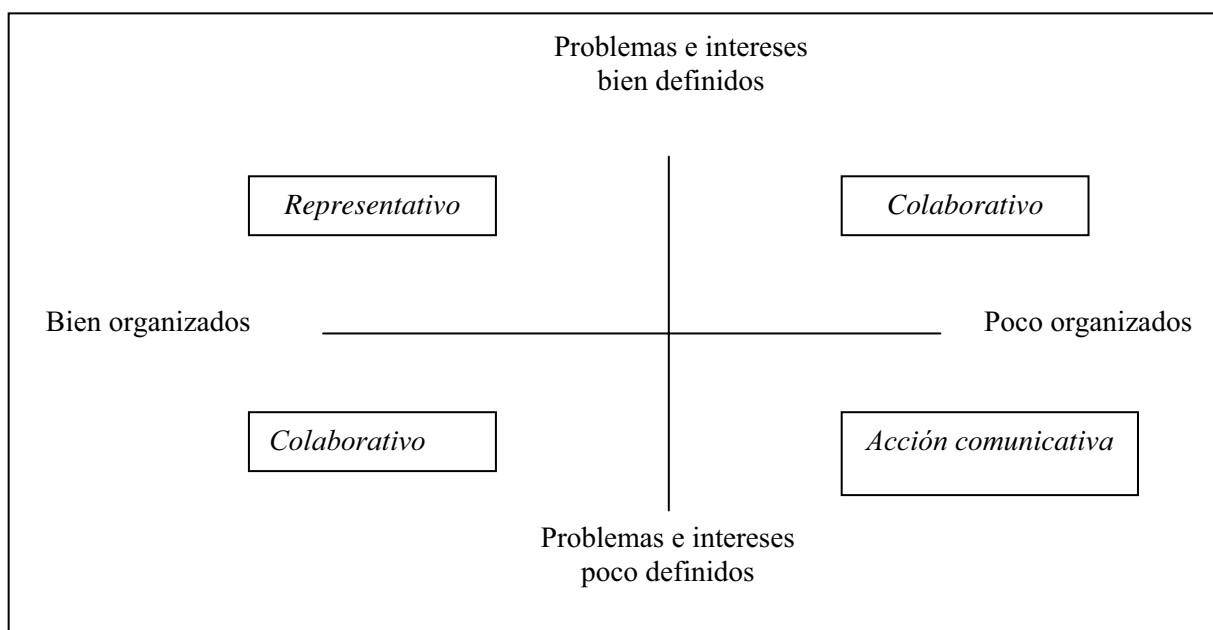 Problemas e intereses
bien definidos
Representativo
Colaborativo
Bien organizados
Poco organizados
Colaborativo
Acción comunicativa
Problemas e intereses
poco definidos